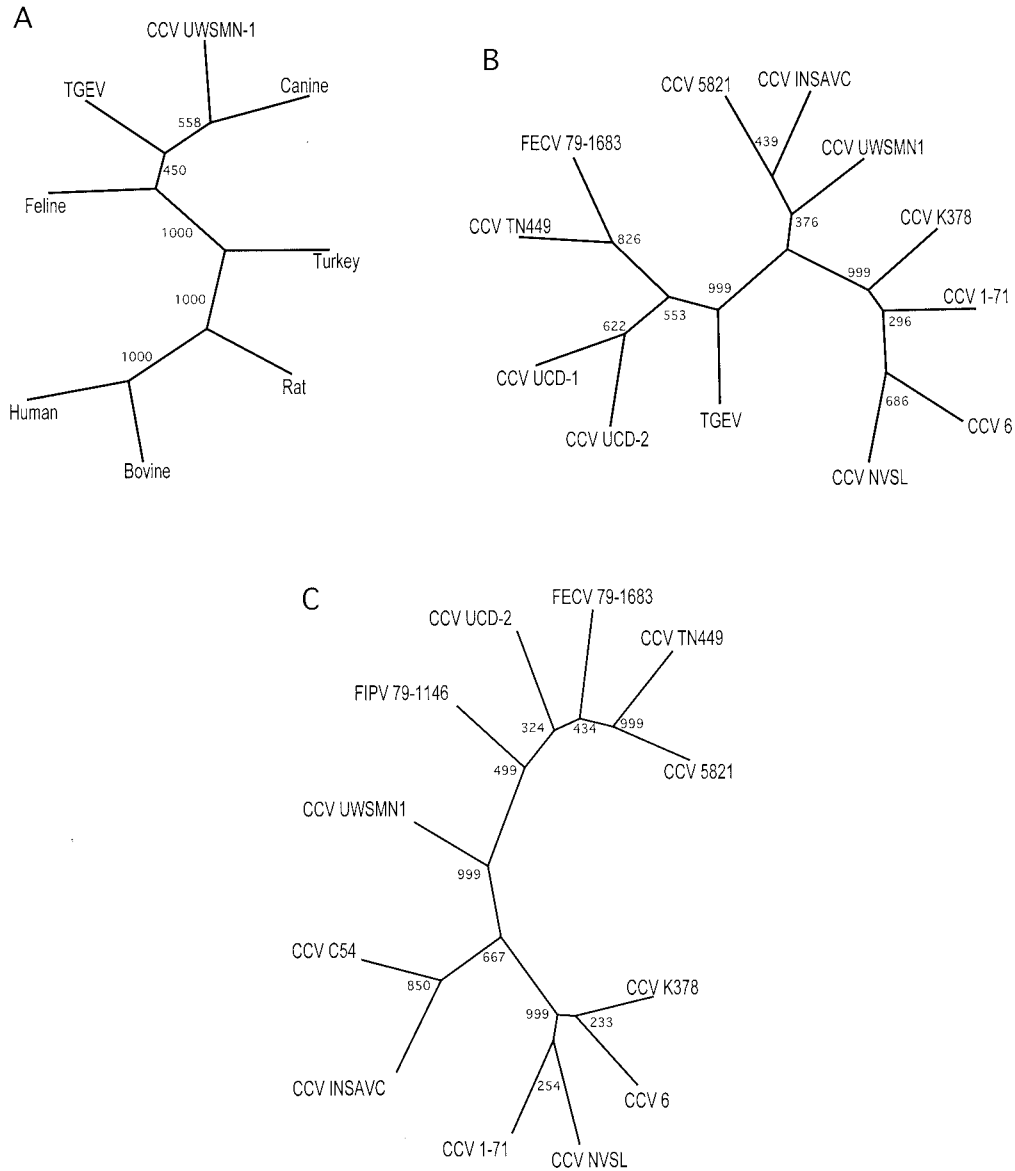 A
CCV UWSMN-1
TGEV
Canine
558
450
Feline
1000
Turkey
1000
1000
Rat
Human
Bovine
B
CCV 5821
CCV INSAVC
FECV 79-1683
439
CCV UWSMN1
CCV TN449
826
376
CCV K378
999
999
CCV 1-71
553
622
296
CCV UCD-1
TGEV
686
CCV 6
CCV UCD-2
CCV NVSL
C
FECV 79-1683
CCV UCD-2
CCV TN449
FIPV 79-1146
324
434
999
499
CCV 5821
CCV UWSMN1
999
CCV C54
667
850
CCV K378
999
233
CCV INSAVC
254
CCV 6
CCV 1-71
CCV NVSL